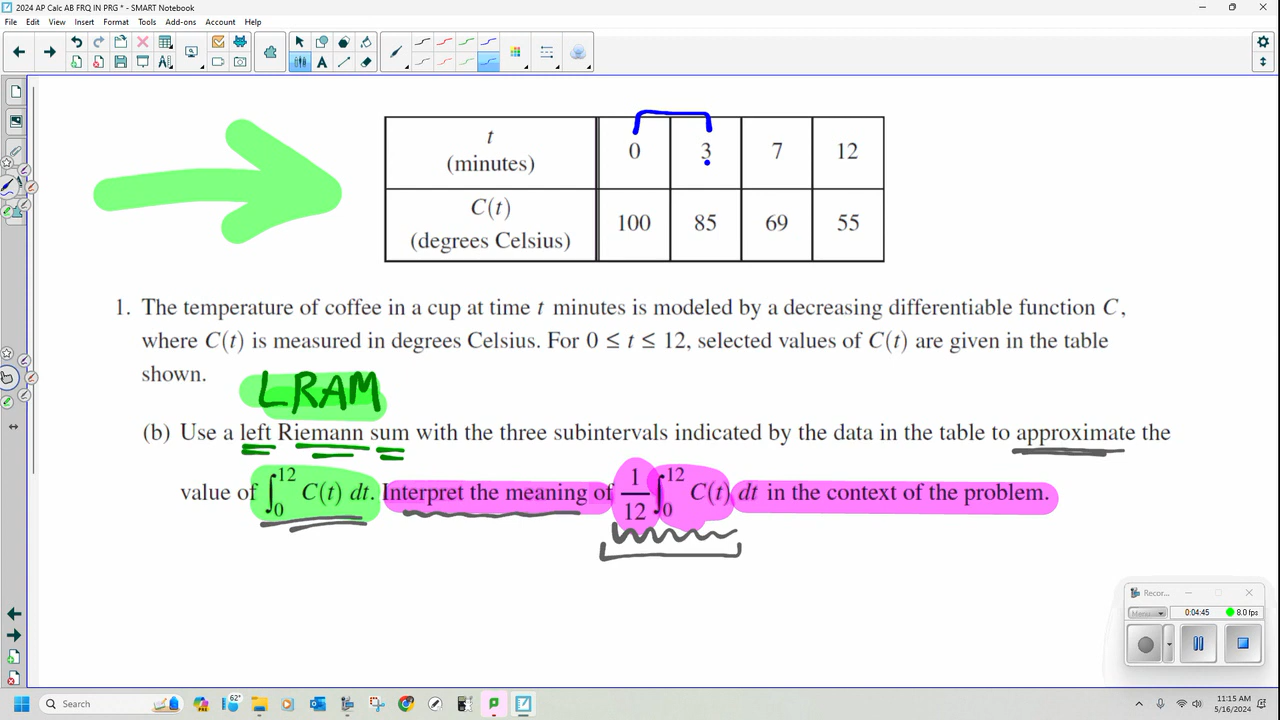 2024 AP Calc AB FRQ IN PRG * - SMART Notebook
File Edit View Insert Format Tools Add-ons Account Help
t (minutes) 0 3 7 12
C(t) (degrees Celsius) 100 85 69 55
1. The temperature of coffee in a cup at time t minutes is modeled by a decreasing differentiable function C,
where C(t) is measured in degrees Celsius. For 0 ≤ t ≤ 12, selected values of C(t) are given in the table
shown.
LRAM
(b) Use a left Riemann sum with the three subintervals indicated by the data in the table to approximate the
value of ∫₀¹² C(t) dt. Interpret the meaning of 1/12 ∫₀¹² C(t) dt in the context of the problem.
Recor...
Menu 0:04:45 8.0 fps
Search
62°
11:15 AM
5/16/2024